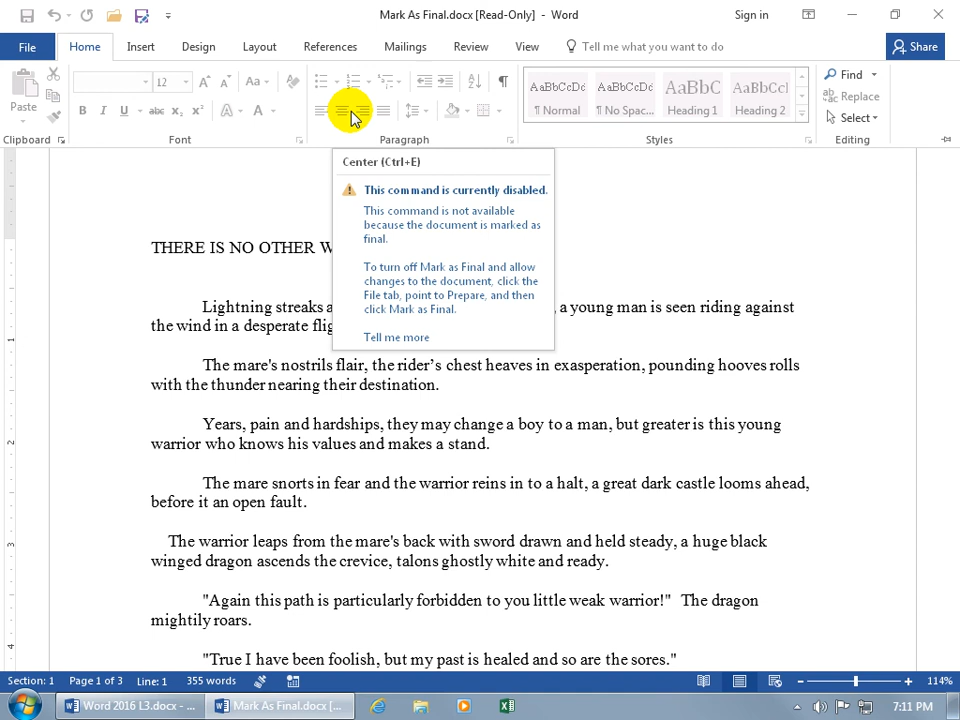 Mark As Final.docx [Read-Only] - Word
Sign in
File
Home
Insert
Design
Layout
References
Mailings
Review
View
Tell me what you want to do
Share
Paste
12
Aa
B I U abc x₂ x² A A
AaBbCcDc
¶ Normal
AaBbCcDc
¶ No Spac...
AaBbC
Heading 1
AaBbCc
Heading 2
Find
Replace
Select
Clipboard
Font
Paragraph
Styles
Editing
Center (Ctrl+E)
This command is currently disabled.
This command is not available
because the document is marked as
final.
To turn off Mark as Final and allow
changes to the document, click the
File tab, point to Prepare, and then
click Mark as Final.
Tell me more
THERE IS NO OTHER
Lightning streaks , a young man is seen riding against
the wind in a desperate
The mare's nostrils flair, the rider’s chest heaves in exasperation, pounding hooves rolls
with the thunder nearing their destination.
Years, pain and hardships, they may change a boy to a man, but greater is this young
warrior who knows his values and makes a stand.
The mare snorts in fear and the warrior reins in to a halt, a great dark castle looms ahead,
before it an open fault.
The warrior leaps from the mare's back with sword drawn and held steady, a huge black
winged dragon ascends the crevice, talons ghostly white and ready.
"Again this path is particularly forbidden to you little weak warrior!"  The dragon
mightily roars.
"True I have been foolish, but my past is healed and so are the sores."
1
2
3
4
Section: 1
Page 1 of 3
Line: 1
355 words
114%
Word 2016 L3.docx - ...
Mark As Final.docx [...
7:11 PM